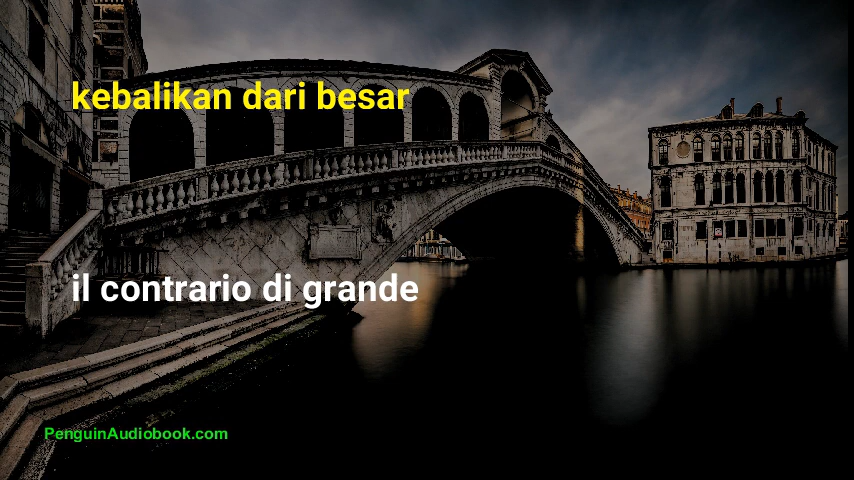 kebalikan dari besar
il contrario di grande
PenguinAudiobook.com